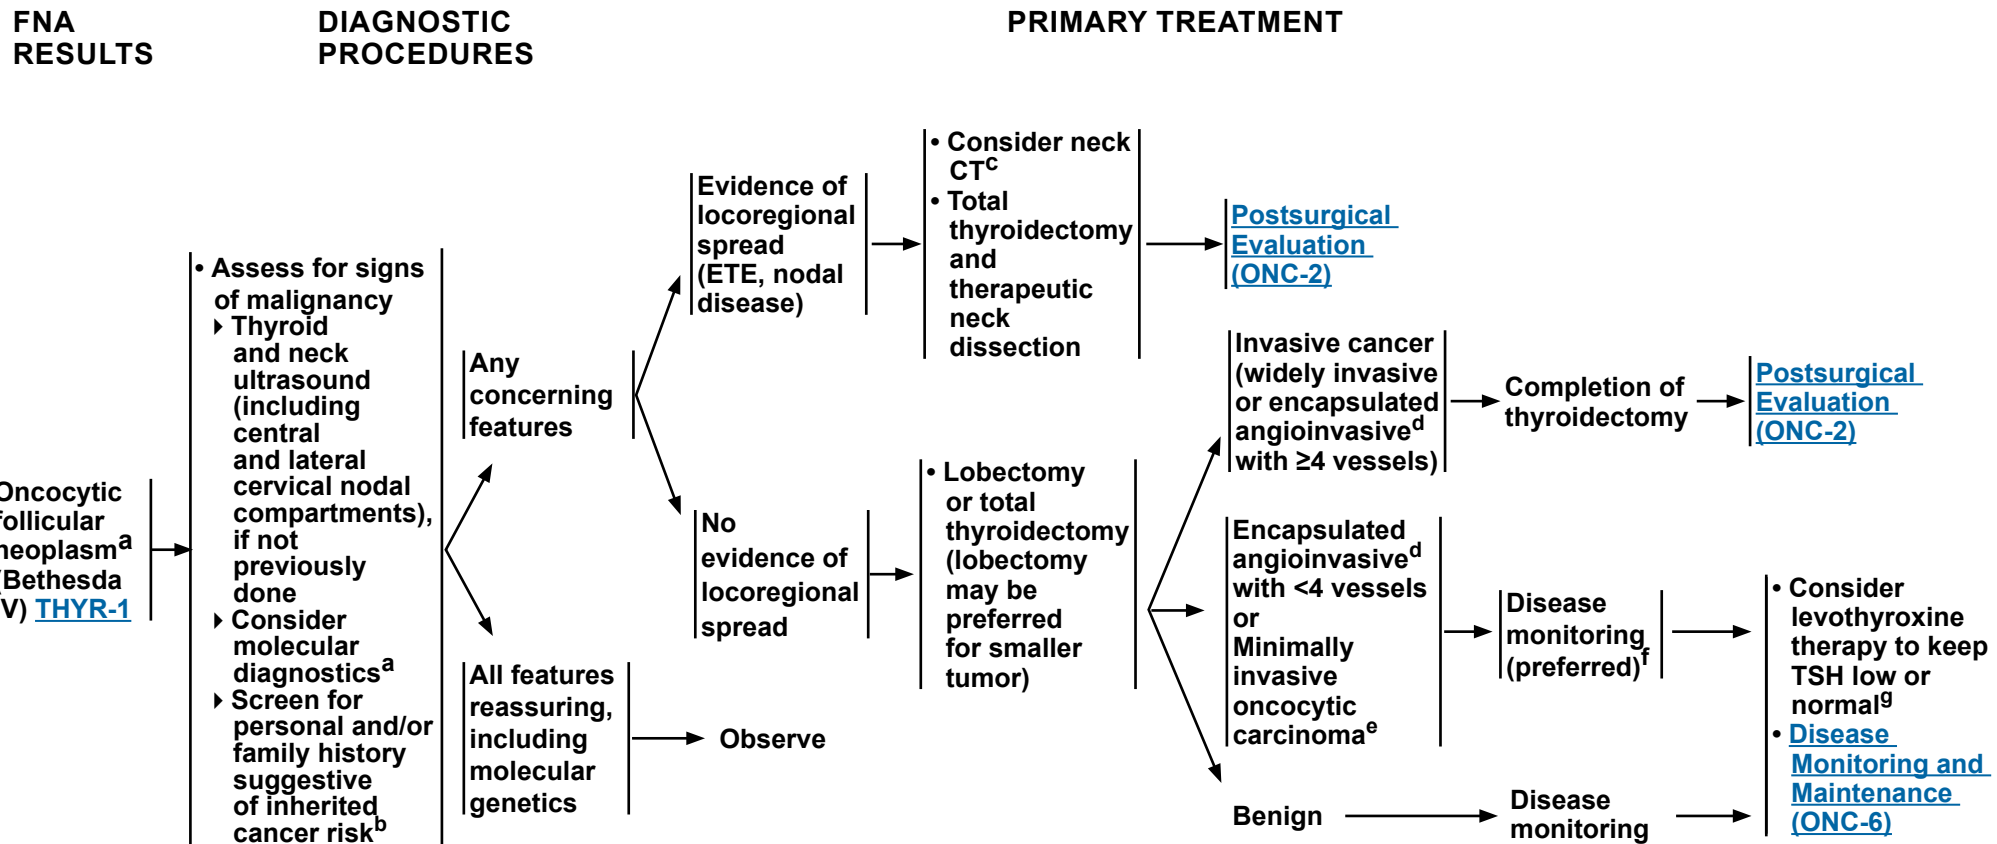 FNA
RESULTS
DIAGNOSTIC
PROCEDURES
PRIMARY TREATMENT
Oncocytic
follicular
neoplasmᵃ
(Bethesda
IV) THYR-1
• Assess for signs
of malignancy
▸ Thyroid
and neck
ultrasound
(including
central
and lateral
cervical nodal
compartments),
if not
previously
done
▸ Consider
molecular
diagnosticsᵃ
▸ Screen for
personal and/or
family history
suggestive
of inherited
cancer riskᵇ
Any
concerning
features
All features
reassuring,
including
molecular
genetics
Observe
Evidence of
locoregional
spread
(ETE, nodal
disease)
• Consider neck
CTᶜ
• Total
thyroidectomy
and
therapeutic
neck
dissection
Postsurgical
Evaluation
(ONC-2)
No
evidence of
locoregional
spread
• Lobectomy
or total
thyroidectomy
(lobectomy
may be
preferred
for smaller
tumor)
Invasive cancer
(widely invasive
or encapsulated
angioinvasiveᵈ
with ≥4 vessels)
Completion of
thyroidectomy
Postsurgical
Evaluation
(ONC-2)
Encapsulated
angioinvasiveᵈ
with <4 vessels
or
Minimally
invasive
oncocytic
carcinomaᵉ
Disease
monitoring
(preferred)ᶠ
Benign
Disease
monitoring
• Consider
levothyroxine
therapy to keep
TSH low or
normalᵍ
• Disease
Monitoring and
Maintenance
(ONC-6)